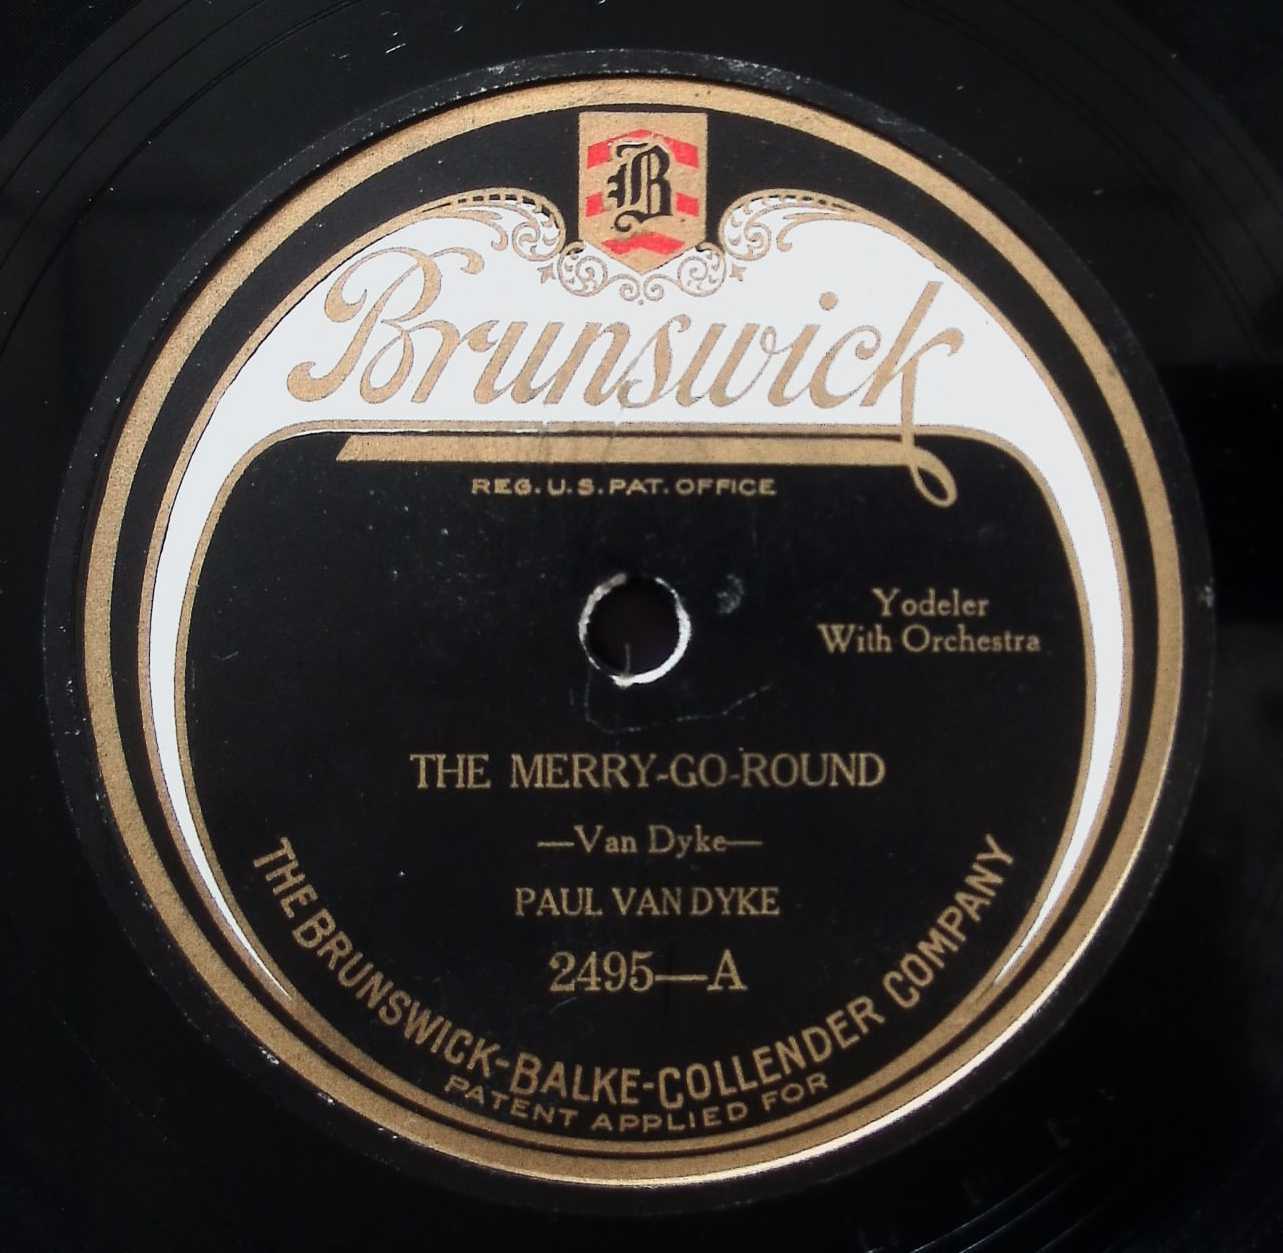 B
Brunswick
REG. U.S. PAT. OFFICE
Yodeler
With Orchestra
THE MERRY-GO-ROUND
—Van Dyke—
PAUL VAN DYKE
2495—A
THE BRUNSWICK-BALKE-COLLENDER COMPANY
PATENT APPLIED FOR